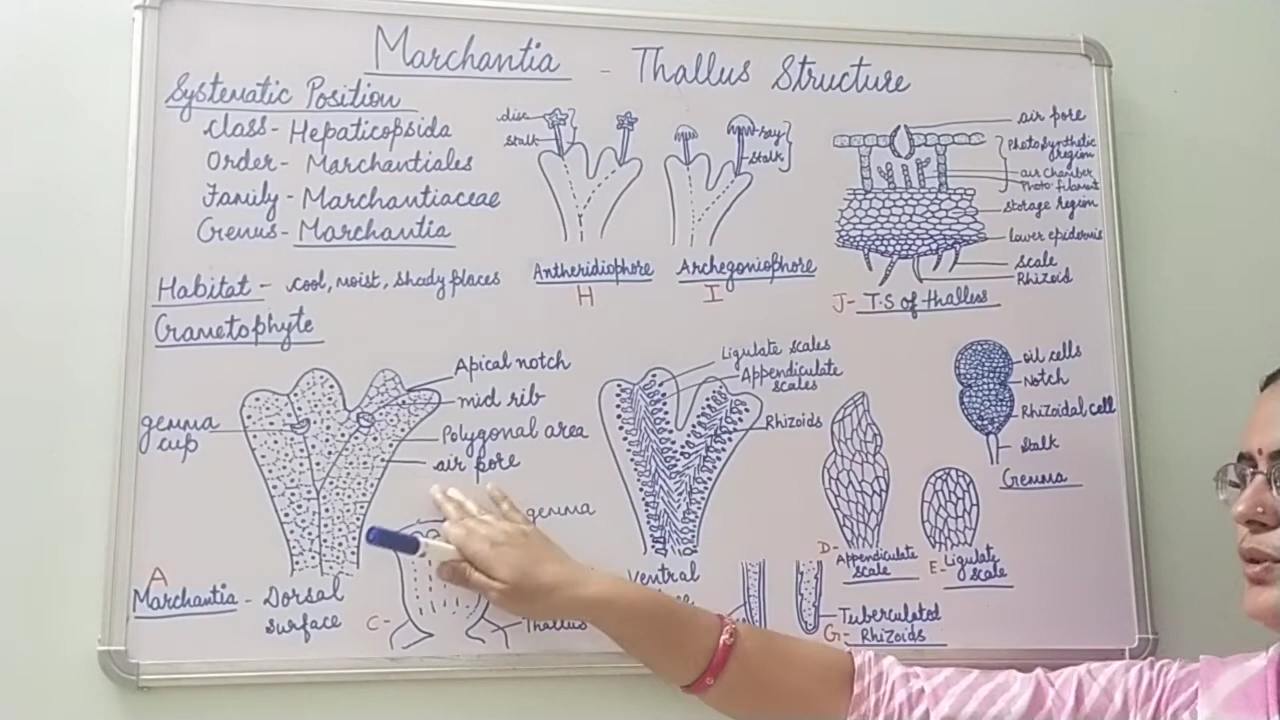 Marchantia - Thallus Structure
Systematic Position
Class - Hepaticopsida
Order - Marchantiales
Family - Marchantiaceae
Genus - Marchantia
Habitat - cool, moist, shady places
Gametophyte
disc
stalk
Antheridiophore
H
ray
stalk
Archegoniophore
I
air pore
Photosynthetic
region
air chamber
Photo. filament
storage region
lower epidermis
Scale
Rhizoid
J- T.S of thallus
gemma
cup
Apical notch
mid rib
Polygonal area
air pore
A
Marchantia - Dorsal
surface
gemma
C-
Thallus
Ligulate scales
Appendiculate
scales
Rhizoids
Ventral
D- Appendiculate
scale
E- Ligulate
scale
Tuberculated
G- Rhizoids
oil cells
Notch
Rhizoidal cell
Stalk
Gemma